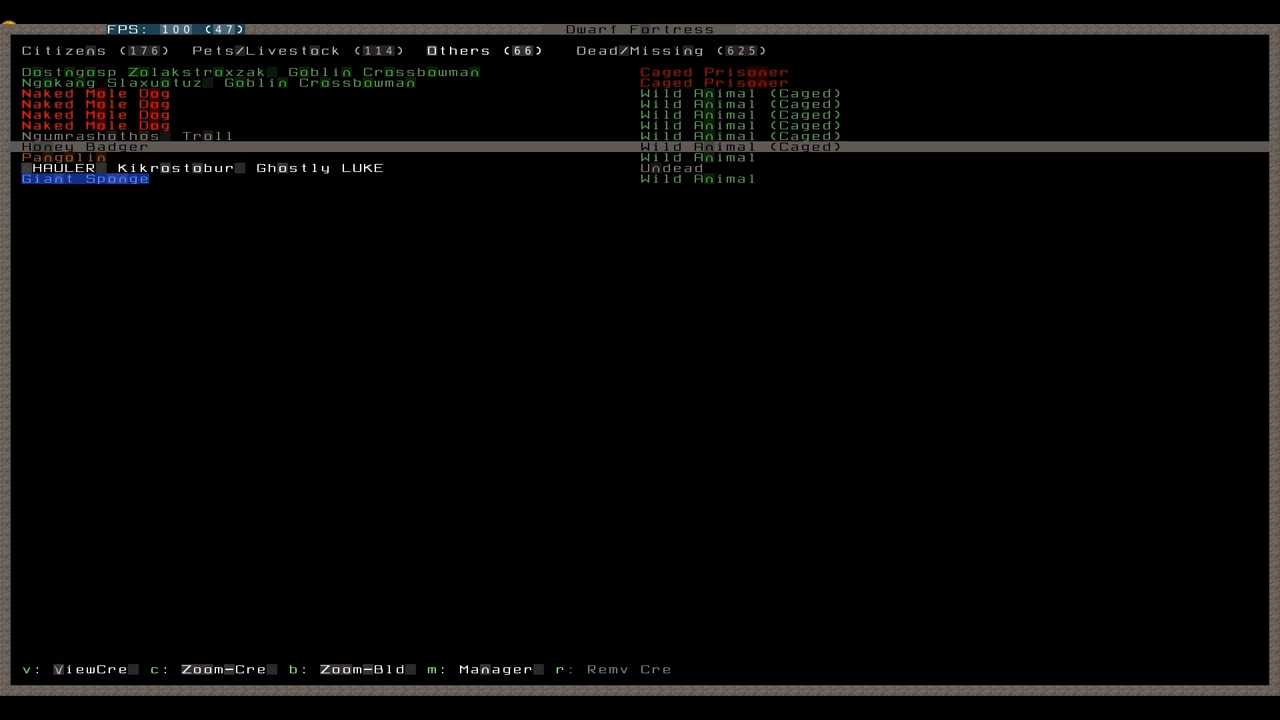 FPS: 100 (47) Dwarf Fortress
Citizens (176) Pets/Livestock (114) Others (66) Dead/Missing (625)
Dostngosp Zolakstroxzak Goblin Crossbowman Caged Prisoner
Ngokang Slaxuotuz Goblin Crossbowman Caged Prisoner
Naked Mole Dog Wild Animal (Caged)
Naked Mole Dog Wild Animal (Caged)
Naked Mole Dog Wild Animal (Caged)
Naked Mole Dog Wild Animal (Caged)
Ngumrashothos Troll Wild Animal (Caged)
Honey Badger Wild Animal (Caged)
Pangolin Wild Animal
HAULER Kikrostobur Ghostly LUKE Undead
Giant Sponge Wild Animal
v: ViewCre c: Zoom-Cre b: Zoom-Bld m: Manager r: Remv Cre